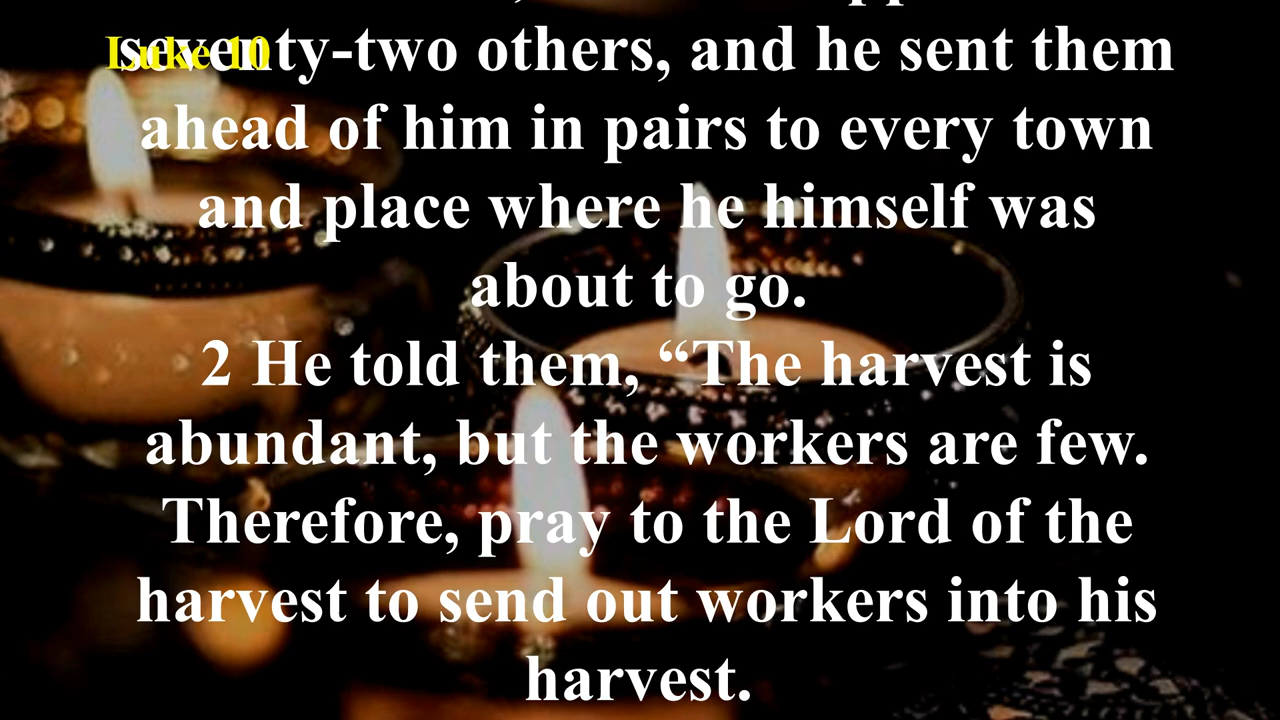 Luke 10
seventy-two others, and he sent them
ahead of him in pairs to every town
and place where he himself was
about to go.
2 He told them, “The harvest is
abundant, but the workers are few.
Therefore, pray to the Lord of the
harvest to send out workers into his
harvest.